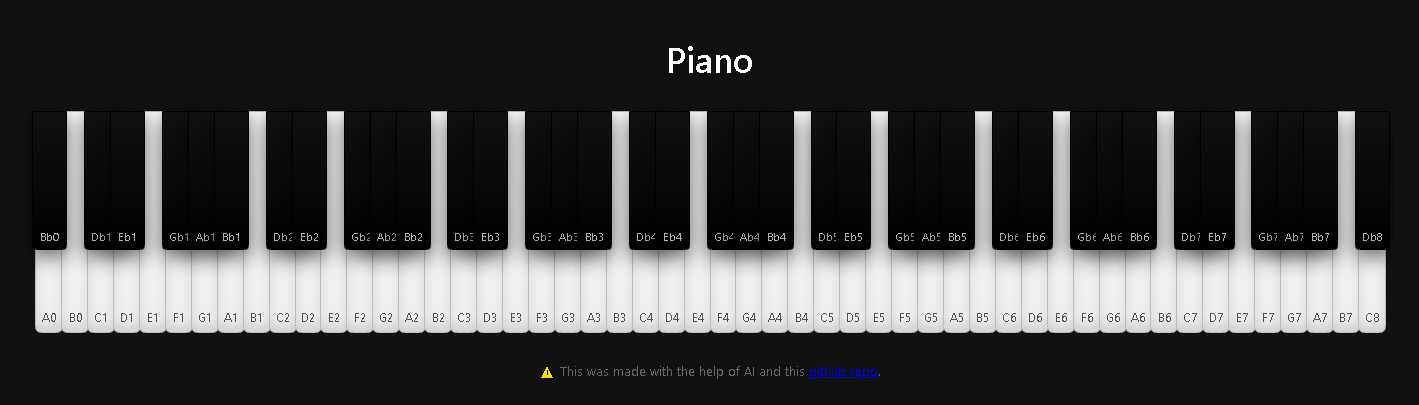 Piano
Bb0 Db1 Eb1 Gb1 Ab1 Bb1 Db2 Eb2 Gb2 Ab2 Bb2 Db3 Eb3 Gb3 Ab3 Bb3 Db4 Eb4 Gb4 Ab4 Bb4 Db5 Eb5 Gb5 Ab5 Bb5 Db6 Eb6 Gb6 Ab6 Bb6 Db7 Eb7 Gb7 Ab7 Bb7 Db8
A0 B0 C1 D1 E1 F1 G1 A1 B1 C2 D2 E2 F2 G2 A2 B2 C3 D3 E3 F3 G3 A3 B3 C4 D4 E4 F4 G4 A4 B4 C5 D5 E5 F5 G5 A5 B5 C6 D6 E6 F6 G6 A6 B6 C7 D7 E7 F7 G7 A7 B7 C8
This was made with the help of AI and this github repo.